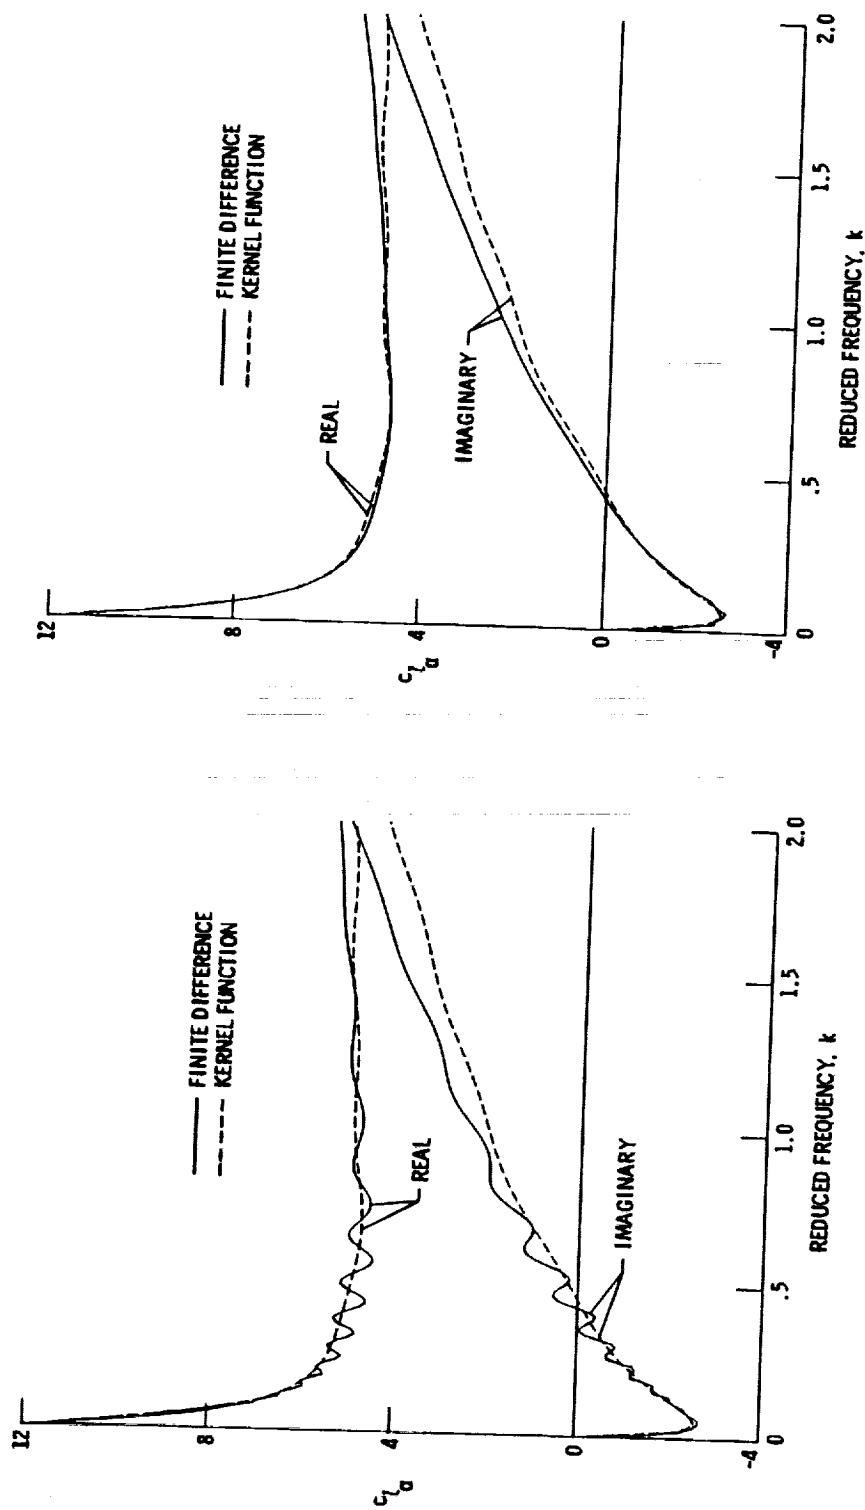 FINITE DIFFERENCE
KERNEL FUNCTION
12
8
4
0
-4
c_lα
REAL
IMAGINARY
0
.5
1.0
1.5
2.0
REDUCED FREQUENCY, k
FINITE DIFFERENCE
KERNEL FUNCTION
12
8
4
0
-4
c_lα
REAL
IMAGINARY
0
.5
1.0
1.5
2.0
REDUCED FREQUENCY, k